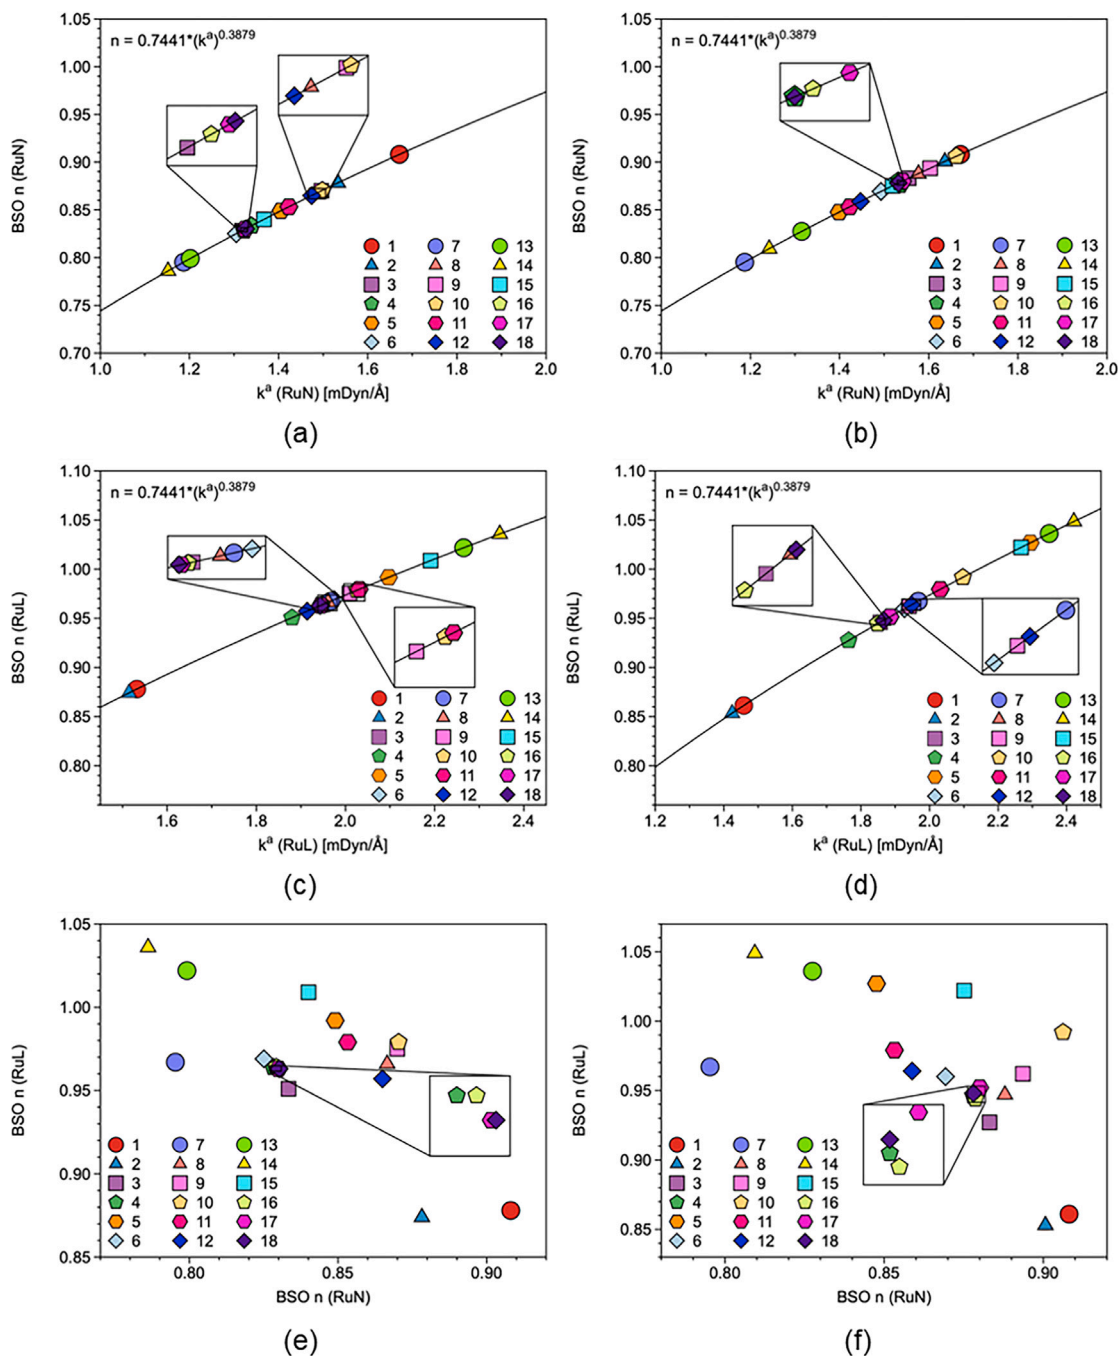 n = 0.7441*(kᵃ)^0.3879
BSO n (RuN)
1.05
1.00
0.95
0.90
0.85
0.80
0.75
0.70
1 7 13
2 8 14
3 9 15
4 10 16
5 11 17
6 12 18
1.0 1.2 1.4 1.6 1.8 2.0
kᵃ (RuN) [mDyn/Å]
(a)
n = 0.7441*(kᵃ)^0.3879
BSO n (RuN)
1.05
1.00
0.95
0.90
0.85
0.80
0.75
0.70
1 7 13
2 8 14
3 9 15
4 10 16
5 11 17
6 12 18
1.0 1.2 1.4 1.6 1.8 2.0
kᵃ (RuN) [mDyn/Å]
(b)
n = 0.7441*(kᵃ)^0.3879
BSO n (RuL)
1.10
1.05
1.00
0.95
0.90
0.85
0.80
1 7 13
2 8 14
3 9 15
4 10 16
5 11 17
6 12 18
1.6 1.8 2.0 2.2 2.4
kᵃ (RuL) [mDyn/Å]
(c)
n = 0.7441*(kᵃ)^0.3879
BSO n (RuL)
1.10
1.05
1.00
0.95
0.90
0.85
0.80
1 7 13
2 8 14
3 9 15
4 10 16
5 11 17
6 12 18
1.2 1.4 1.6 1.8 2.0 2.2 2.4
kᵃ (RuL) [mDyn/Å]
(d)
BSO n (RuL)
1.05
1.00
0.95
0.90
0.85
1 7 13
2 8 14
3 9 15
4 10 16
5 11 17
6 12 18
0.80 0.85 0.90
BSO n (RuN)
(e)
BSO n (RuL)
1.05
1.00
0.95
0.90
0.85
1 7 13
2 8 14
3 9 15
4 10 16
5 11 17
6 12 18
0.80 0.85 0.90
BSO n (RuN)
(f)